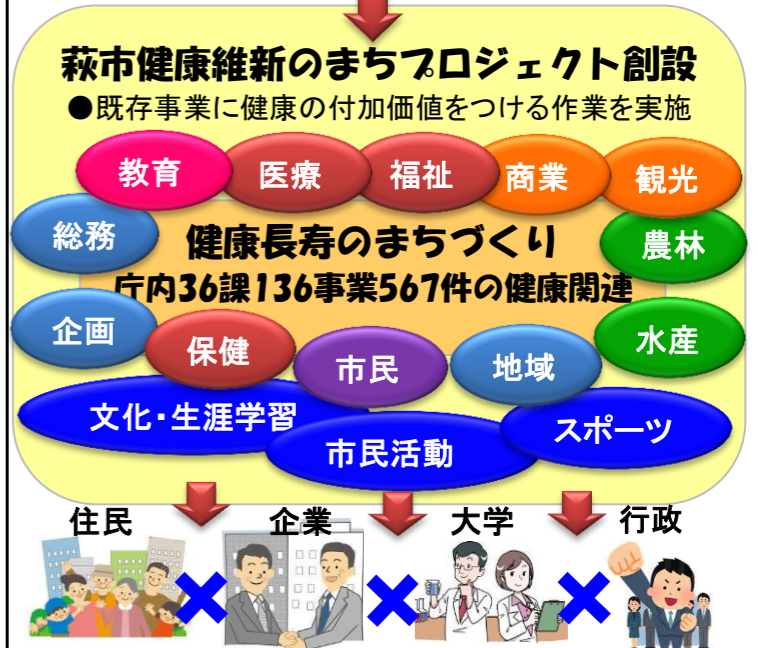 萩市健康維新のまちプロジェクト創設
●既存事業に健康の付加価値をつける作業を実施
教育
医療
福祉
商業
観光
総務
健康長寿のまちづくり
農林
庁内36課136事業567件の健康関連
企画
保健
市民
地域
水産
文化・生涯学習
市民活動
スポーツ
住民
企業
大学
行政